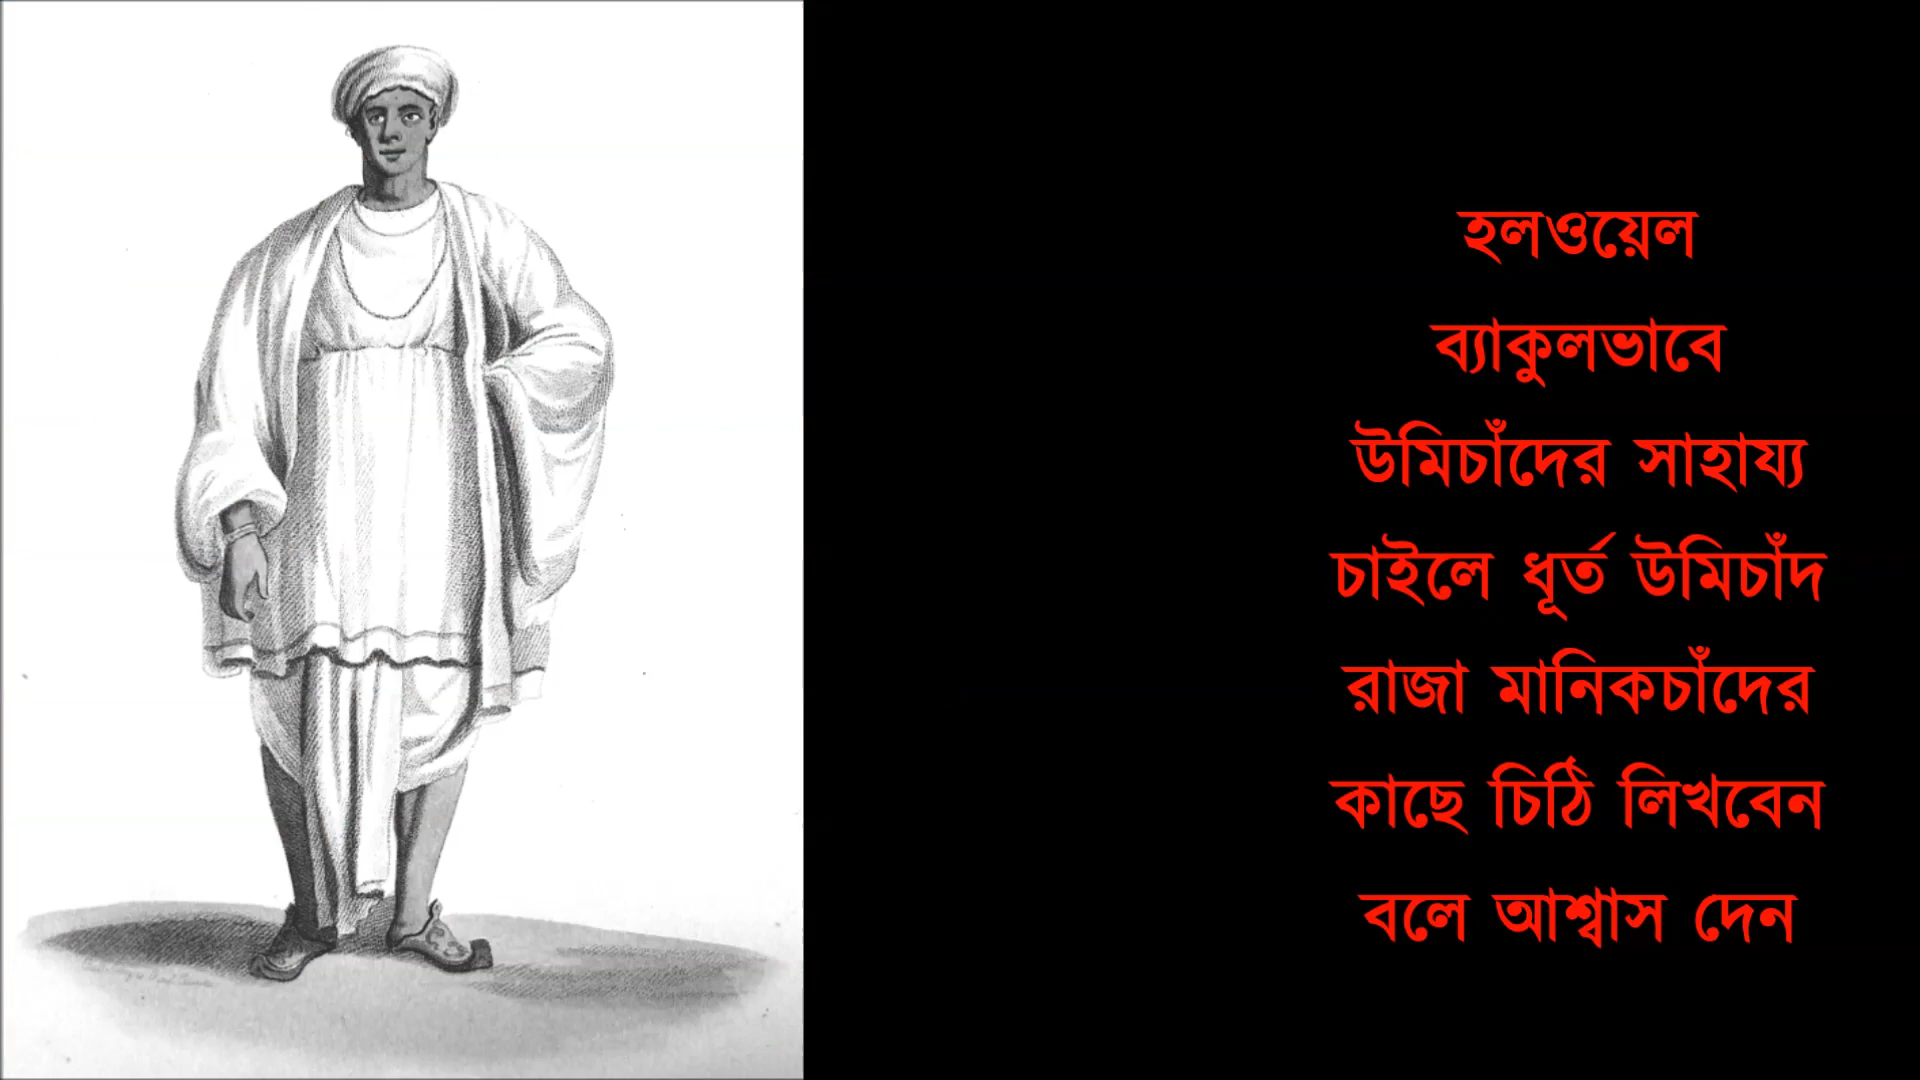 হলওয়েল
ব্যাকুলভাবে
উমিচাঁদের সাহায্য
চাইলে ধূর্ত উমিচাঁদ
রাজা মানিকচাঁদের
কাছে চিঠি লিখবেন
বলে আশ্বাস দেন